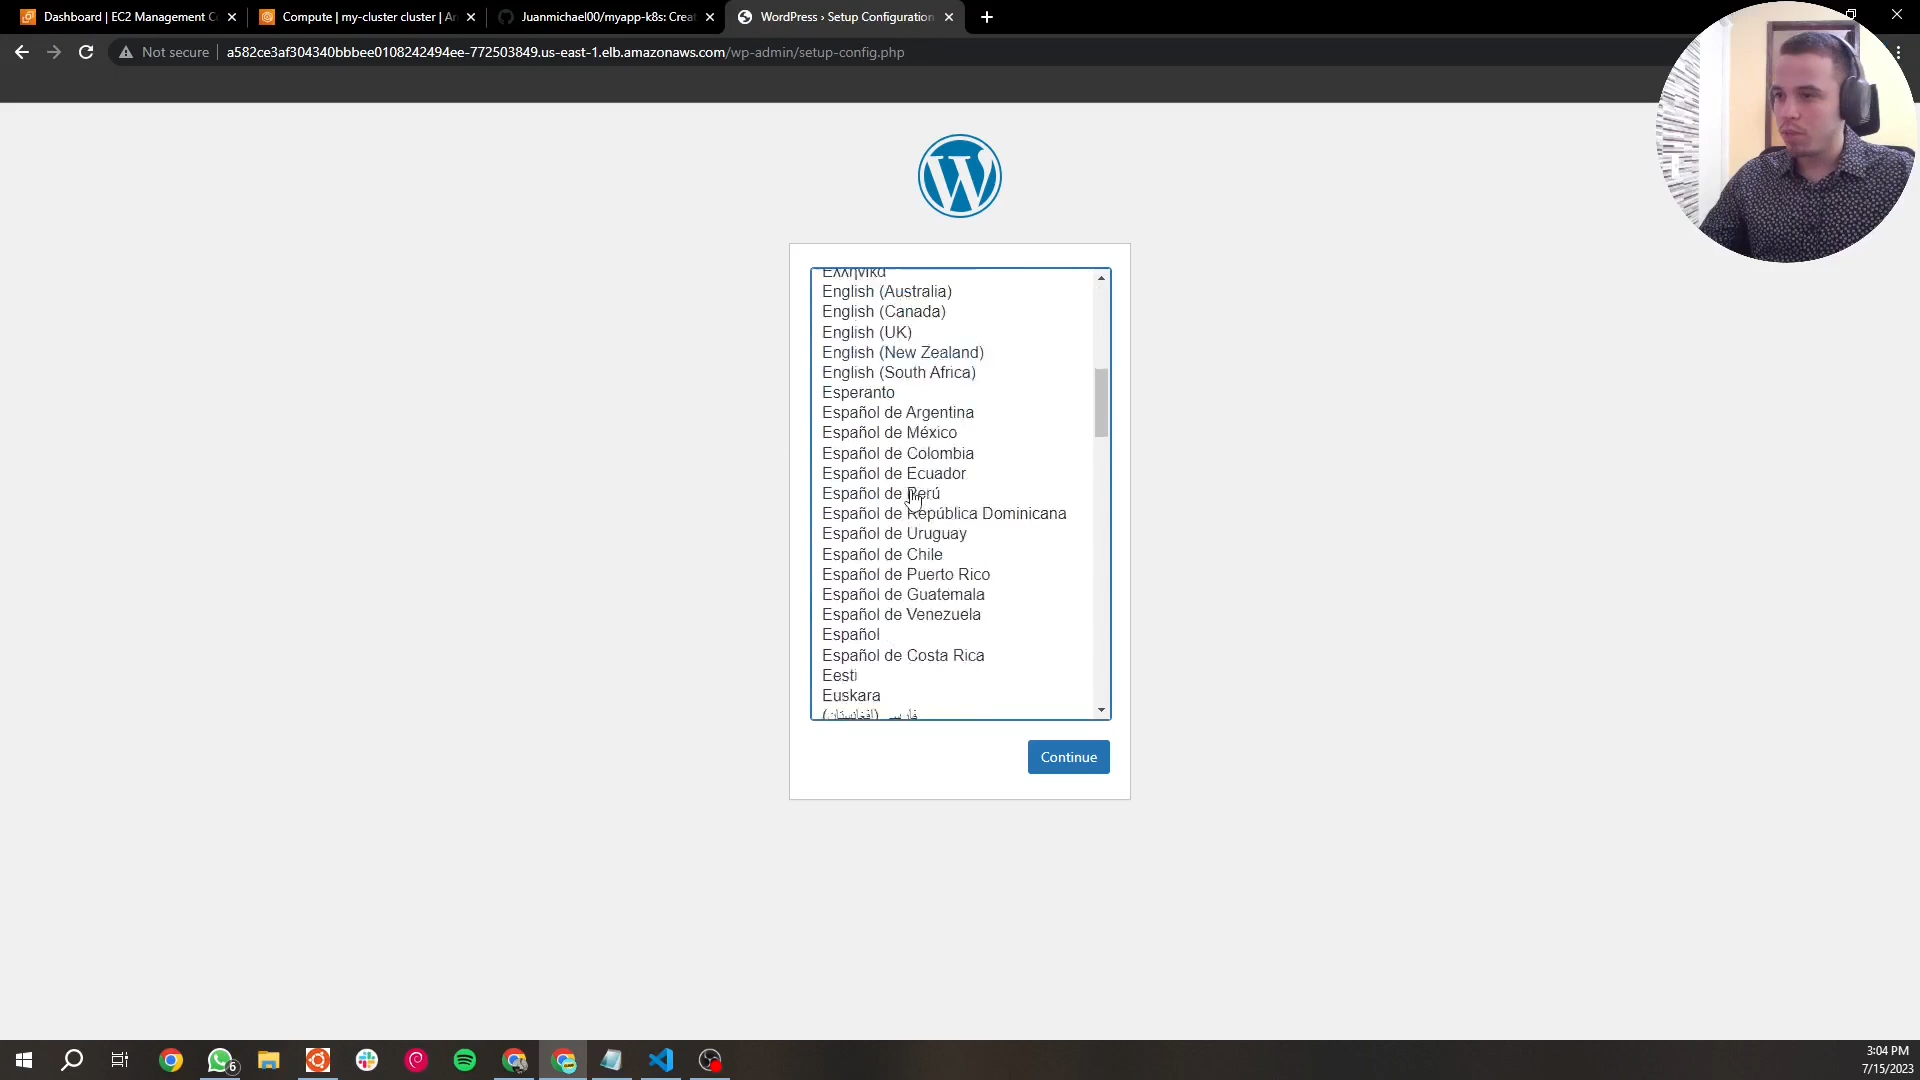 Dashboard | EC2 Management C
Compute | my-cluster cluster | Am
Juanmichael00/myapp-k8s: Creat
WordPress › Setup Configuration
Not secure
a582ce3af304340bbbee0108242494ee-772503849.us-east-1.elb.amazonaws.com/wp-admin/setup-config.php
Ελληνικά
English (Australia)
English (Canada)
English (UK)
English (New Zealand)
English (South Africa)
Esperanto
Español de Argentina
Español de México
Español de Colombia
Español de Ecuador
Español de Perú
Español de República Dominicana
Español de Uruguay
Español de Chile
Español de Puerto Rico
Español de Guatemala
Español de Venezuela
Español
Español de Costa Rica
Eesti
Euskara
(فارسی (افغانستان
Continue
6
3:04 PM
7/15/2023